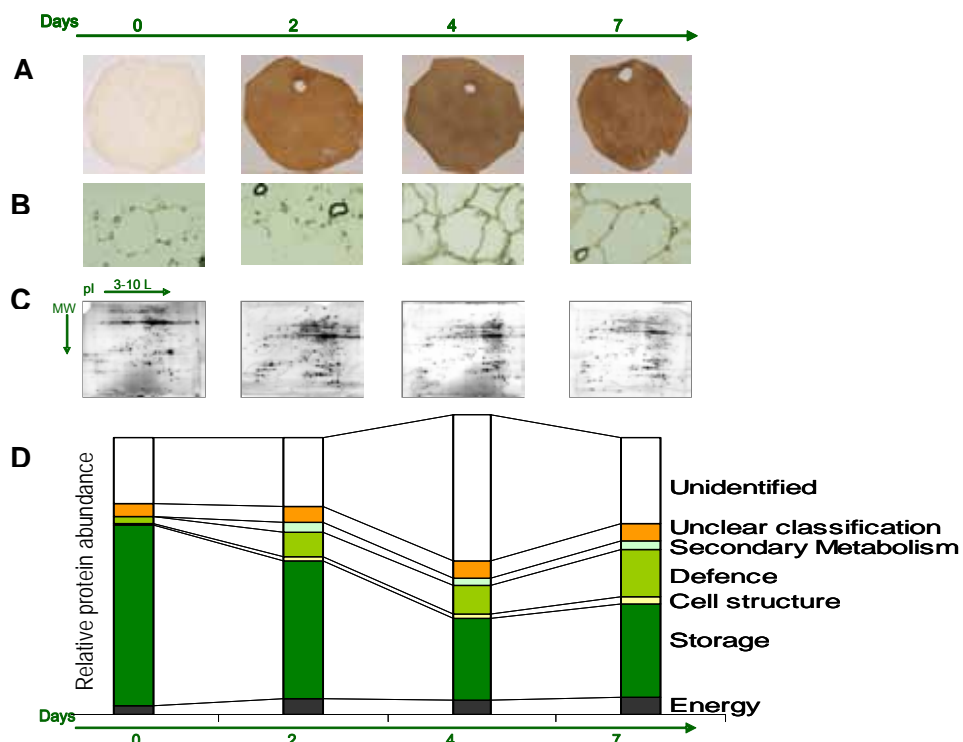 Days 0 2 4 7
A
B
C
pI 3-10 L
MW
D
Relative protein abundance
Unidentified
Unclear classification
Secondary Metabolism
Defence
Cell structure
Storage
Energy
Days
0 2 4 7